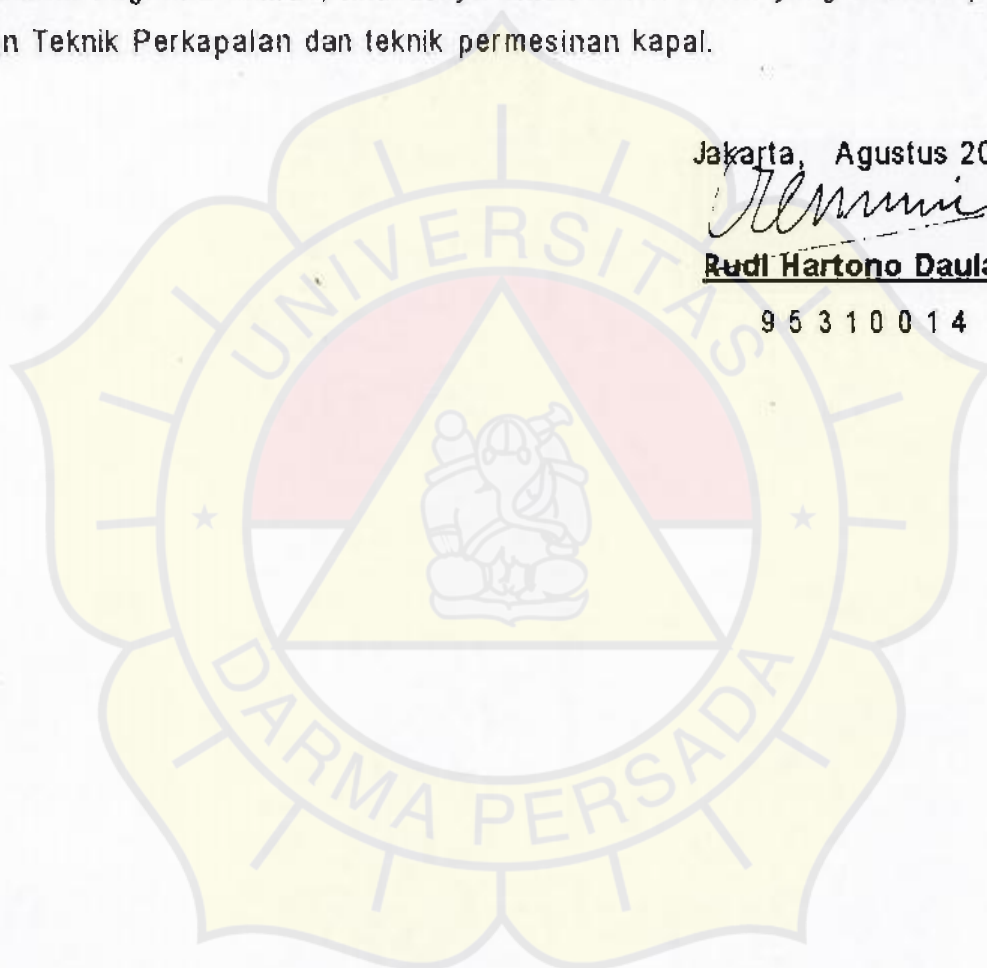 n Teknik Perkapalan dan teknik permesinan kapal.
Jakarta, Agustus 20
Rudi Hartono Daula
9 5 3 1 0 0 1 4
UNIVERSITAS
DARMA PERSADA